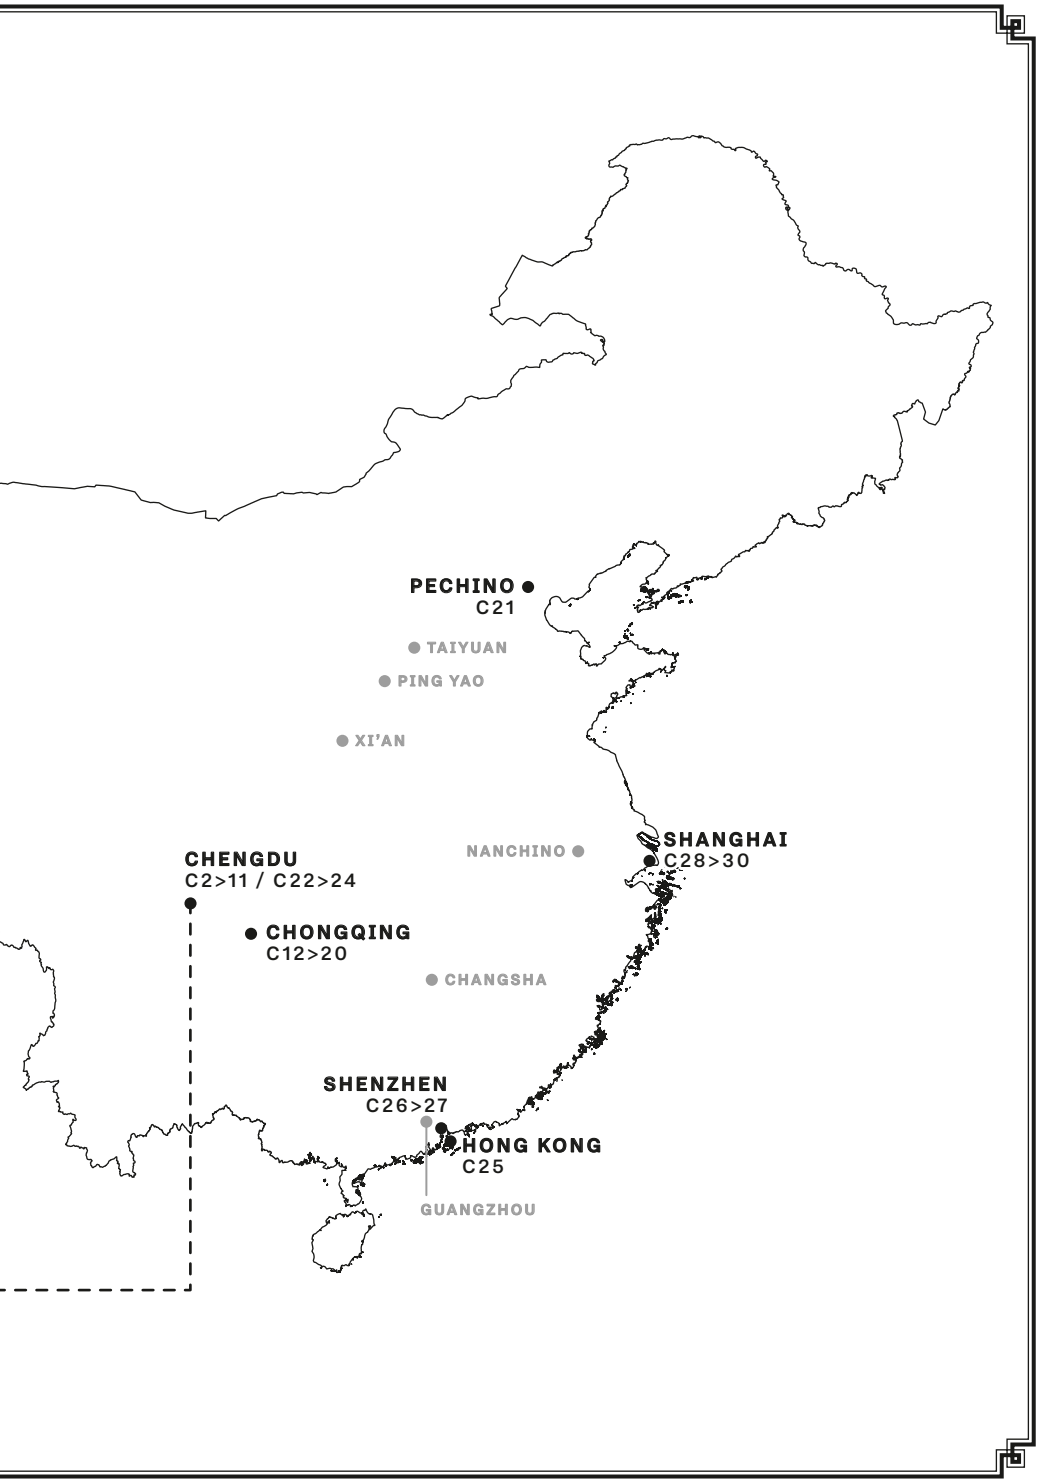 PECHINO
C21
TAIYUAN
PING YAO
XI'AN
SHANGHAI
C28>30
NANCHINO
CHENGDU
C2>11 / C22>24
CHONGQING
C12>20
CHANGSHA
SHENZHEN
C26>27
HONG KONG
C25
GUANGZHOU